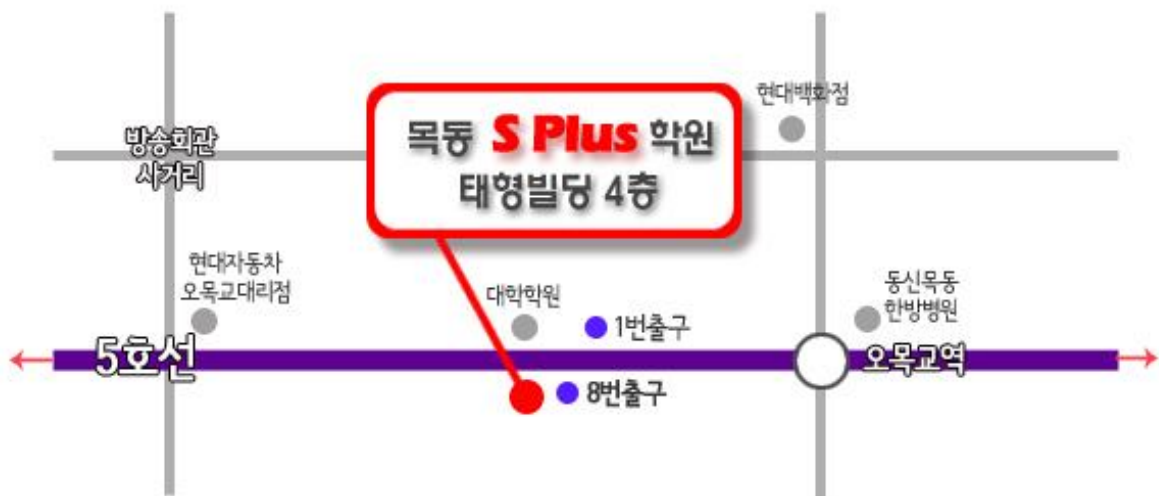 현대백화점
방송회관
사거리
목동 S Plus 학원
태형빌딩 4층
현대자동차
오목교대리점
대학학원
1번출구
동신목동
한방병원
5호선
오목교역
8번출구